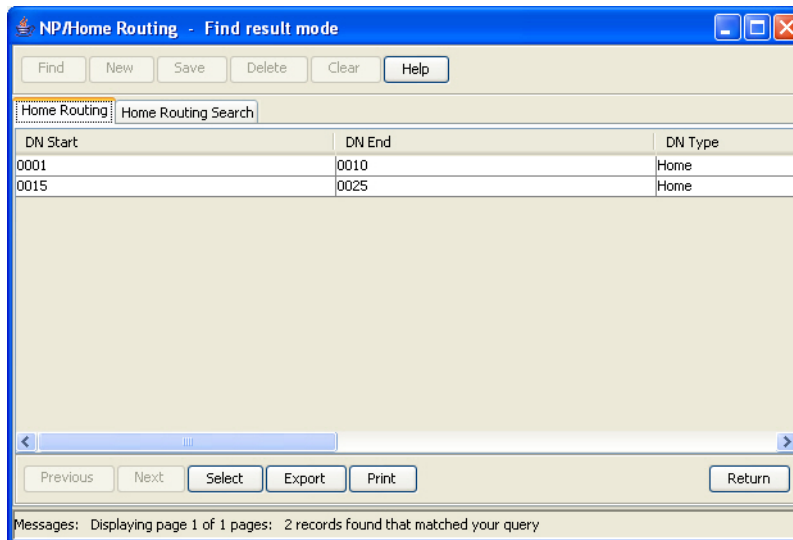 NP/Home Routing - Find result mode
Find New Save Delete Clear Help
Home Routing Home Routing Search
DN Start DN End DN Type
0001 0010 Home
0015 0025 Home
Previous Next Select Export Print Return
Messages: Displaying page 1 of 1 pages: 2 records found that matched your query